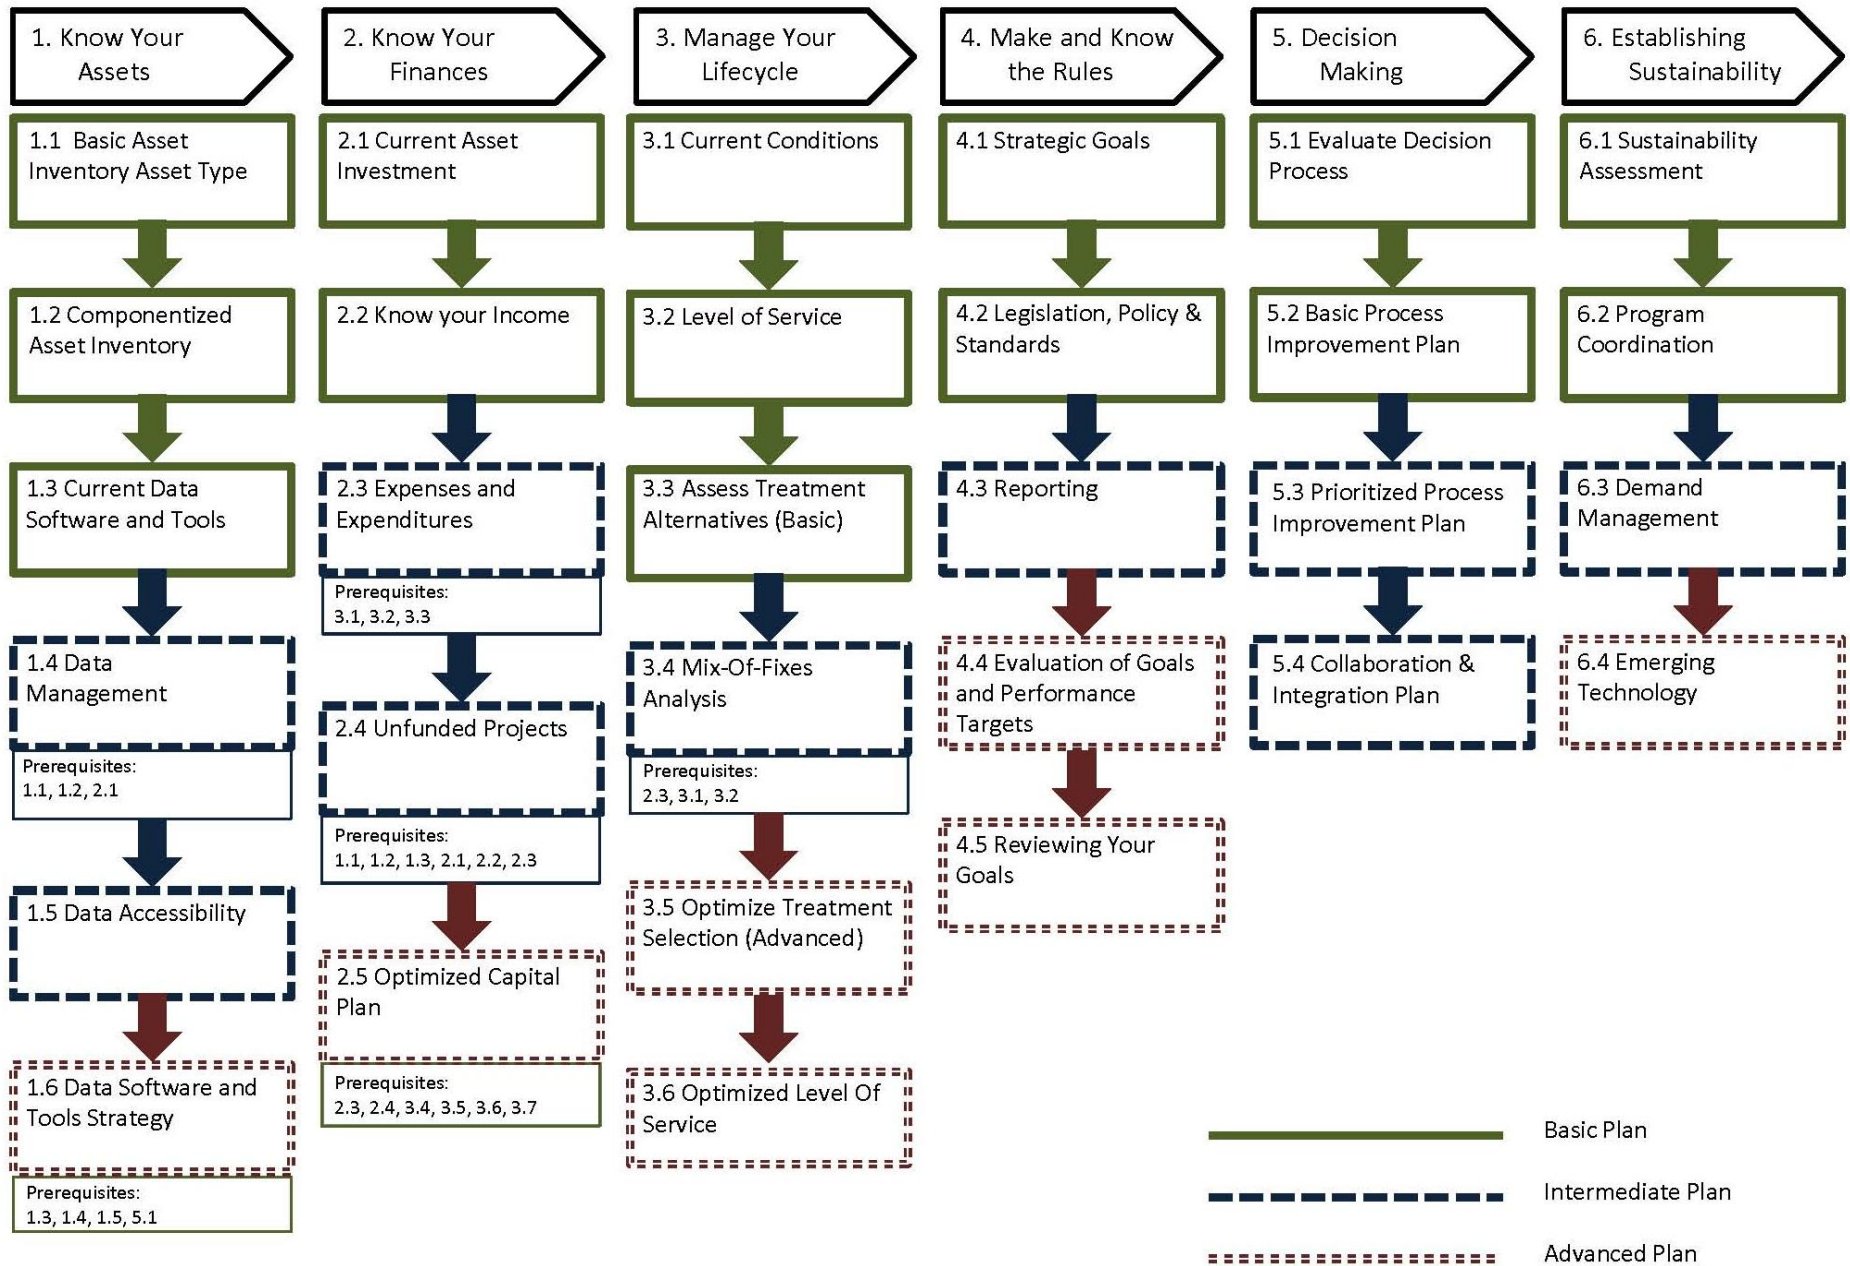 1. Know Your
Assets
2. Know Your
Finances
3. Manage Your
Lifecycle
4. Make and Know
the Rules
5. Decision
Making
6. Establishing
Sustainability
1.1 Basic Asset
Inventory Asset Type
1.2 Componentized
Asset Inventory
1.3 Current Data
Software and Tools
1.4 Data
Management
Prerequisites:
1.1, 1.2, 2.1
1.5 Data Accessibility
1.6 Data Software and
Tools Strategy
Prerequisites:
1.3, 1.4, 1.5, 5.1
2.1 Current Asset
Investment
2.2 Know your Income
2.3 Expenses and
Expenditures
Prerequisites:
3.1, 3.2, 3.3
2.4 Unfunded Projects
Prerequisites:
1.1, 1.2, 1.3, 2.1, 2.2, 2.3
2.5 Optimized Capital
Plan
Prerequisites:
2.3, 2.4, 3.4, 3.5, 3.6, 3.7
3.1 Current Conditions
3.2 Level of Service
3.3 Assess Treatment
Alternatives (Basic)
3.4 Mix-Of-Fixes
Analysis
Prerequisites:
2.3, 3.1, 3.2
3.5 Optimize Treatment
Selection (Advanced)
3.6 Optimized Level Of
Service
4.1 Strategic Goals
4.2 Legislation, Policy &
Standards
4.3 Reporting
4.4 Evaluation of Goals
and Performance
Targets
4.5 Reviewing Your
Goals
5.1 Evaluate Decision
Process
5.2 Basic Process
Improvement Plan
5.3 Prioritized Process
Improvement Plan
5.4 Collaboration &
Integration Plan
6.1 Sustainability
Assessment
6.2 Program
Coordination
6.3 Demand
Management
6.4 Emerging
Technology
Basic Plan
Intermediate Plan
Advanced Plan